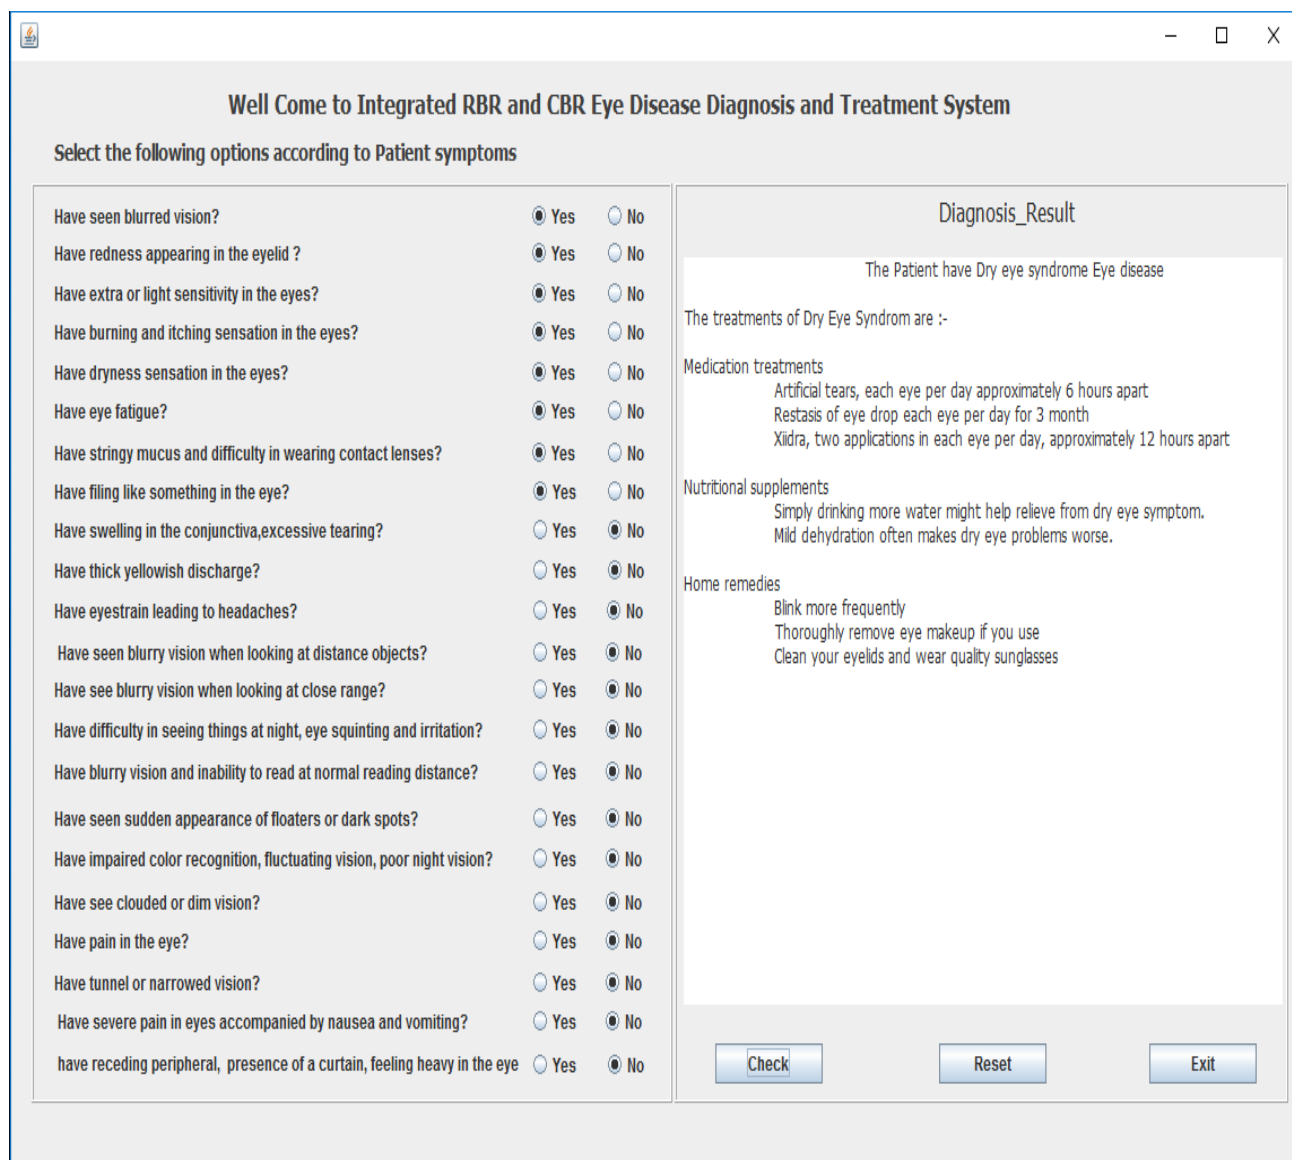 Well Come to Integrated RBR and CBR Eye Disease Diagnosis and Treatment System
Select the following options according to Patient symptoms
Have seen blurred vision? Yes No
Have redness appearing in the eyelid ? Yes No
Have extra or light sensitivity in the eyes? Yes No
Have burning and itching sensation in the eyes? Yes No
Have dryness sensation in the eyes? Yes No
Have eye fatigue? Yes No
Have stringy mucus and difficulty in wearing contact lenses? Yes No
Have filing like something in the eye? Yes No
Have swelling in the conjunctiva,excessive tearing? Yes No
Have thick yellowish discharge? Yes No
Have eyestrain leading to headaches? Yes No
Have seen blurry vision when looking at distance objects? Yes No
Have see blurry vision when looking at close range? Yes No
Have difficulty in seeing things at night, eye squinting and irritation? Yes No
Have blurry vision and inability to read at normal reading distance? Yes No
Have seen sudden appearance of floaters or dark spots? Yes No
Have impaired color recognition, fluctuating vision, poor night vision? Yes No
Have see clouded or dim vision? Yes No
Have pain in the eye? Yes No
Have tunnel or narrowed vision? Yes No
Have severe pain in eyes accompanied by nausea and vomiting? Yes No
have receding peripheral, presence of a curtain, feeling heavy in the eye Yes No
Diagnosis_Result
The Patient have Dry eye syndrome Eye disease
The treatments of Dry Eye Syndrom are :-
Medication treatments
Artificial tears, each eye per day approximately 6 hours apart
Restasis of eye drop each eye per day for 3 month
Xiidra, two applications in each eye per day, approximately 12 hours apart
Nutritional supplements
Simply drinking more water might help relieve from dry eye symptom.
Mild dehydration often makes dry eye problems worse.
Home remedies
Blink more frequently
Thoroughly remove eye makeup if you use
Clean your eyelids and wear quality sunglasses
Check Reset Exit